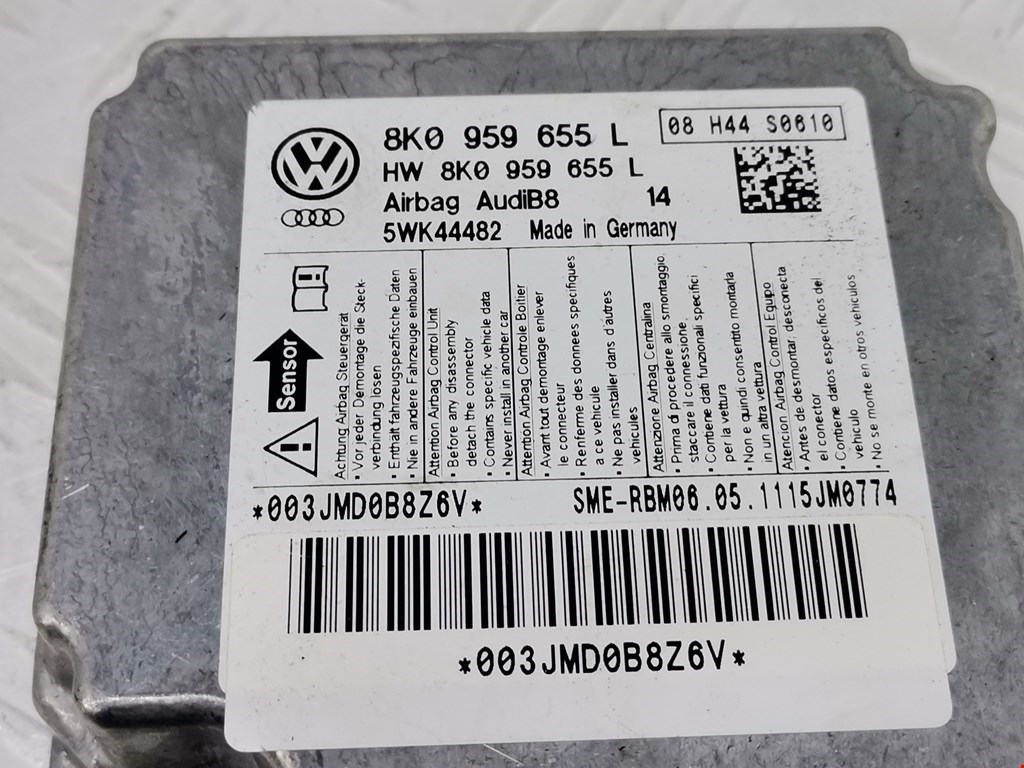 8K0 959 655 L
08 H44 S0610
HW 8K0 959 655 L
Airbag AudiB8 14
5WK44482 Made in Germany
Sensor
Achtung Airbag Steuergerät
• Vor jeder Demontage die Steck-
verbindung lösen
• Enthält fahrzeugspezifische Daten
• Nie in andere Fahrzeuge einbauen
Attention Airbag Control Unit
• Before any disassembly
detach the connector
• Contains specific vehicle data
• Never install in another car
Attention Airbag Controle Boitier
• Avant tout demontage enlever
le connecteur
• Renferme des donnees specifiques
a ce vehicule
• Ne pas installer dans d'autres
vehicules
Attenzione Airbag Centralina
• Prima di procedere allo smontaggio,
staccare il connessione
• Contiene dati funzionali specifici
per la vettura
• Non e quindi consentito montarla
in un altra vettura
Atencion Airbag Control Equipo
• Antes de desmontar: desconecta
el conector
• Contiene datos especificos del
vehiculo
• No se monte en otros vehiculos
*003JMD0B8Z6V*
SME-RBM06.05.1115JM0774
*003JMD0B8Z6V*